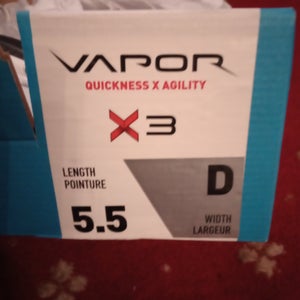 VAPOR
QUICKNESS X AGILITY
X3
LENGTH
POINTURE
5.5
D
WIDTH
LARGEUR